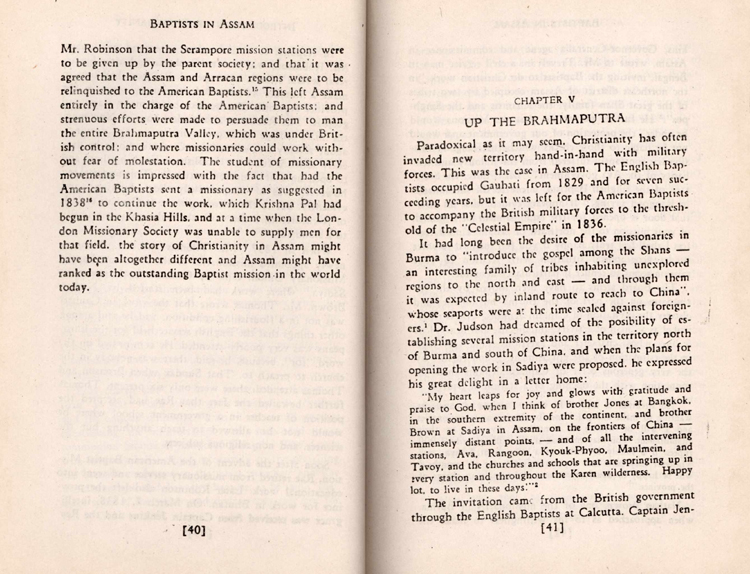 BAPTISTS IN ASSAM
Mr. Robinson that the Serampore mission stations were
to be given up by the parent society; and that it was
agreed that the Assam and Arracan regions were to be
relinquished to the American Baptists.¹⁵ This left Assam
entirely in the charge of the American Baptists; and
strenuous efforts were made to persuade them to man
the entire Brahmaputra Valley, which was under Brit-
ish control; and where missionaries could work with-
out fear of molestation. The student of missionary
movements is impressed with the fact that had the
American Baptists sent a missionary as suggested in
1838¹⁶ to continue the work, which Krishna Pal had
begun in the Khasia Hills, and at a time when the Lon-
don Missionary Society was unable to supply men for
that field, the story of Christianity in Assam might
have been altogether different and Assam might have
ranked as the outstanding Baptist mission in the world
today.
[40]
CHAPTER V
UP THE BRAHMAPUTRA
Paradoxical as it may seem, Christianity has often
invaded new territory hand-in-hand with military
forces. This was the case in Assam. The English Bap-
tists occupied Gauhati from 1829 and for seven suc-
ceeding years, but it was left for the American Baptists
to accompany the British military forces to the thresh-
old of the "Celestial Empire" in 1836.
It had long been the desire of the missionaries in
Burma to "introduce the gospel among the Shans —
an interesting family of tribes inhabiting unexplored
regions to the north and east — and through them
it was expected by inland route to reach to China",
whose seaports were at the time sealed against foreign-
ers.¹ Dr. Judson had dreamed of the posibility of es-
tablishing several mission stations in the territory north
of Burma and south of China, and when the plans for
opening the work in Sadiya were proposed, he expressed
his great delight in a letter home:
"My heart leaps for joy and glows with gratitude and
praise to God, when I think of brother Jones at Bangkok,
in the southern extremity of the continent, and brother
Brown at Sadiya in Assam, on the frontiers of China —
immensely distant points, — and of all the intervening
stations, Ava, Rangoon, Kyouk-Phyoo, Maulmein, and
Tavoy, and the churches and schools that are springing up in
every station and throughout the Karen wilderness. Happy
lot, to live in these days!"²
The invitation came from the British government
through the English Baptists at Calcutta. Captain Jen-
[41]